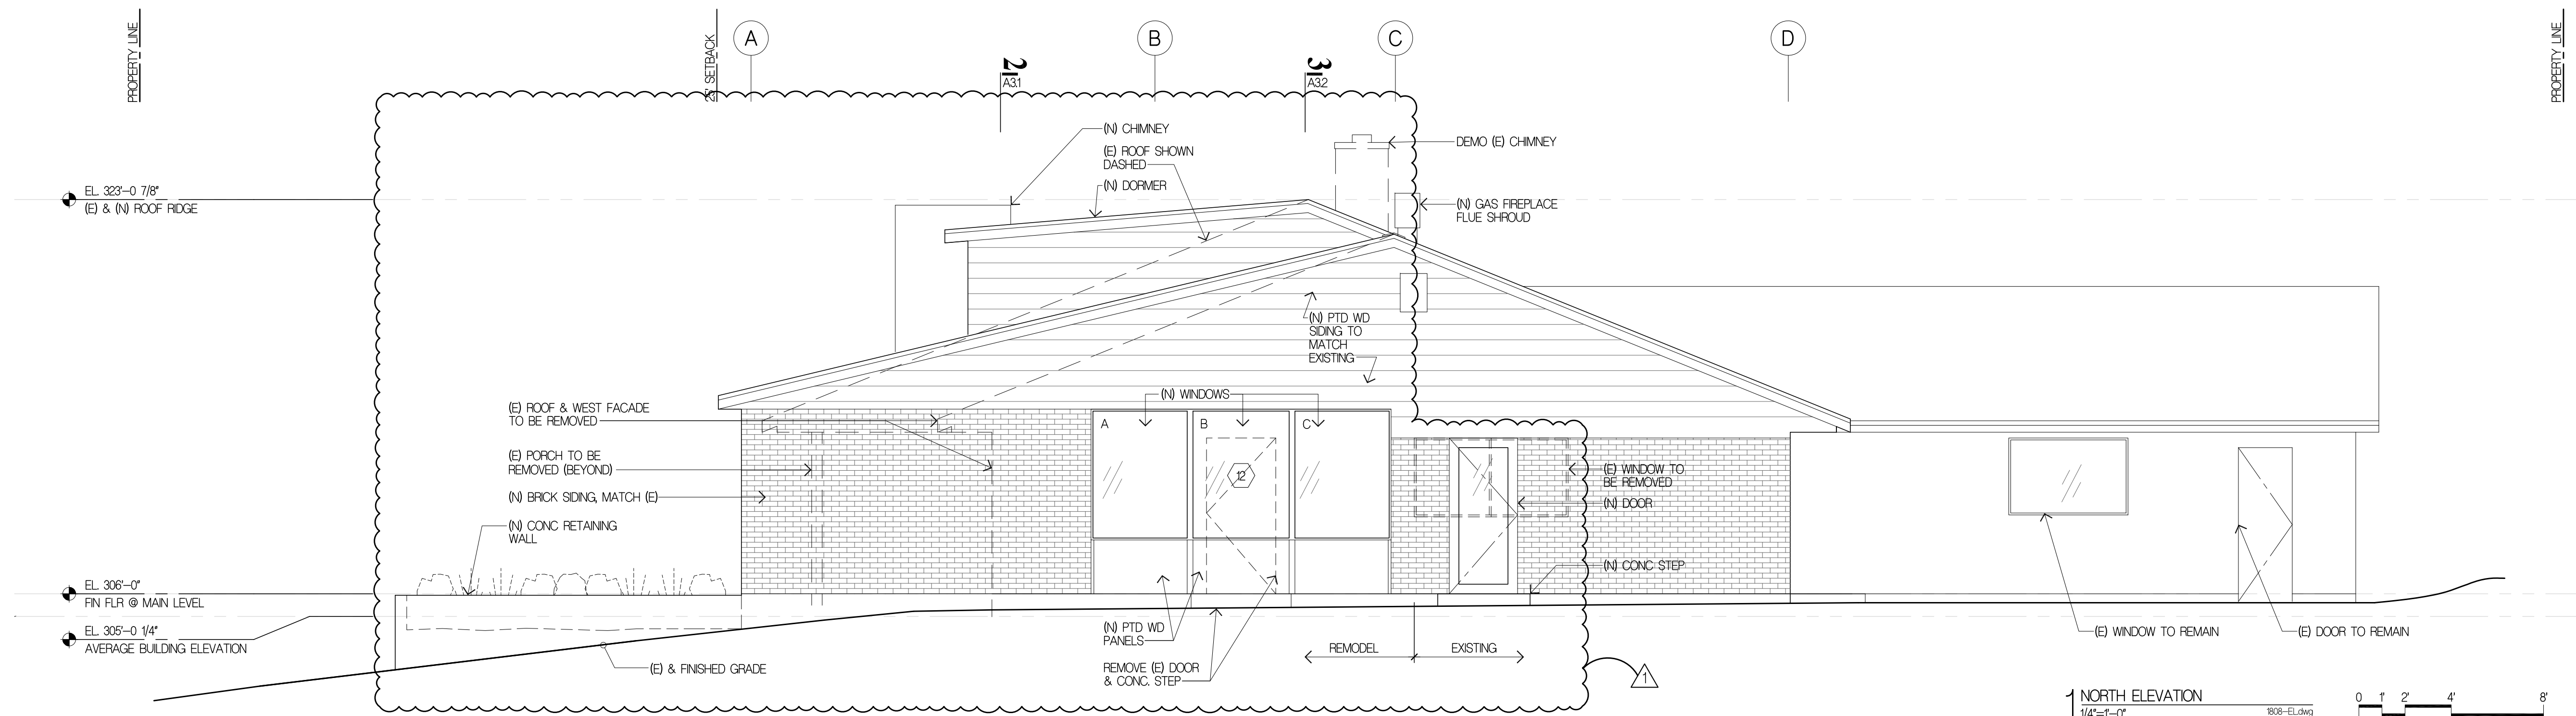 PROPERTY LINE
25' SETBACK
A
B
C
D
PROPERTY LINE
2
A3.1
3
A3.2
(N) CHIMNEY
(E) ROOF SHOWN
DASHED
(N) DORMER
DEMO (E) CHIMNEY
(N) GAS FIREPLACE
FLUE SHROUD
EL. 323'-0 7/8"
(E) & (N) ROOF RIDGE
(N) PTD WD
SIDING TO
MATCH
EXISTING
(N) WINDOWS
A
B
C
12
(E) ROOF & WEST FACADE
TO BE REMOVED
(E) PORCH TO BE
REMOVED (BEYOND)
(N) BRICK SIDING, MATCH (E)
(N) CONC RETAINING
WALL
(E) WINDOW TO
BE REMOVED
(N) DOOR
(N) CONC STEP
EL. 306'-0"
FIN FLR @ MAIN LEVEL
EL. 305'-0 1/4"
AVERAGE BUILDING ELEVATION
(E) & FINISHED GRADE
(N) PTD WD
PANELS
REMOVE (E) DOOR
& CONC. STEP
REMODEL
EXISTING
1
(E) WINDOW TO REMAIN
(E) DOOR TO REMAIN
1 NORTH ELEVATION
1/4"=1'-0"
1808-EL.dwg
0 1' 2' 4' 8'